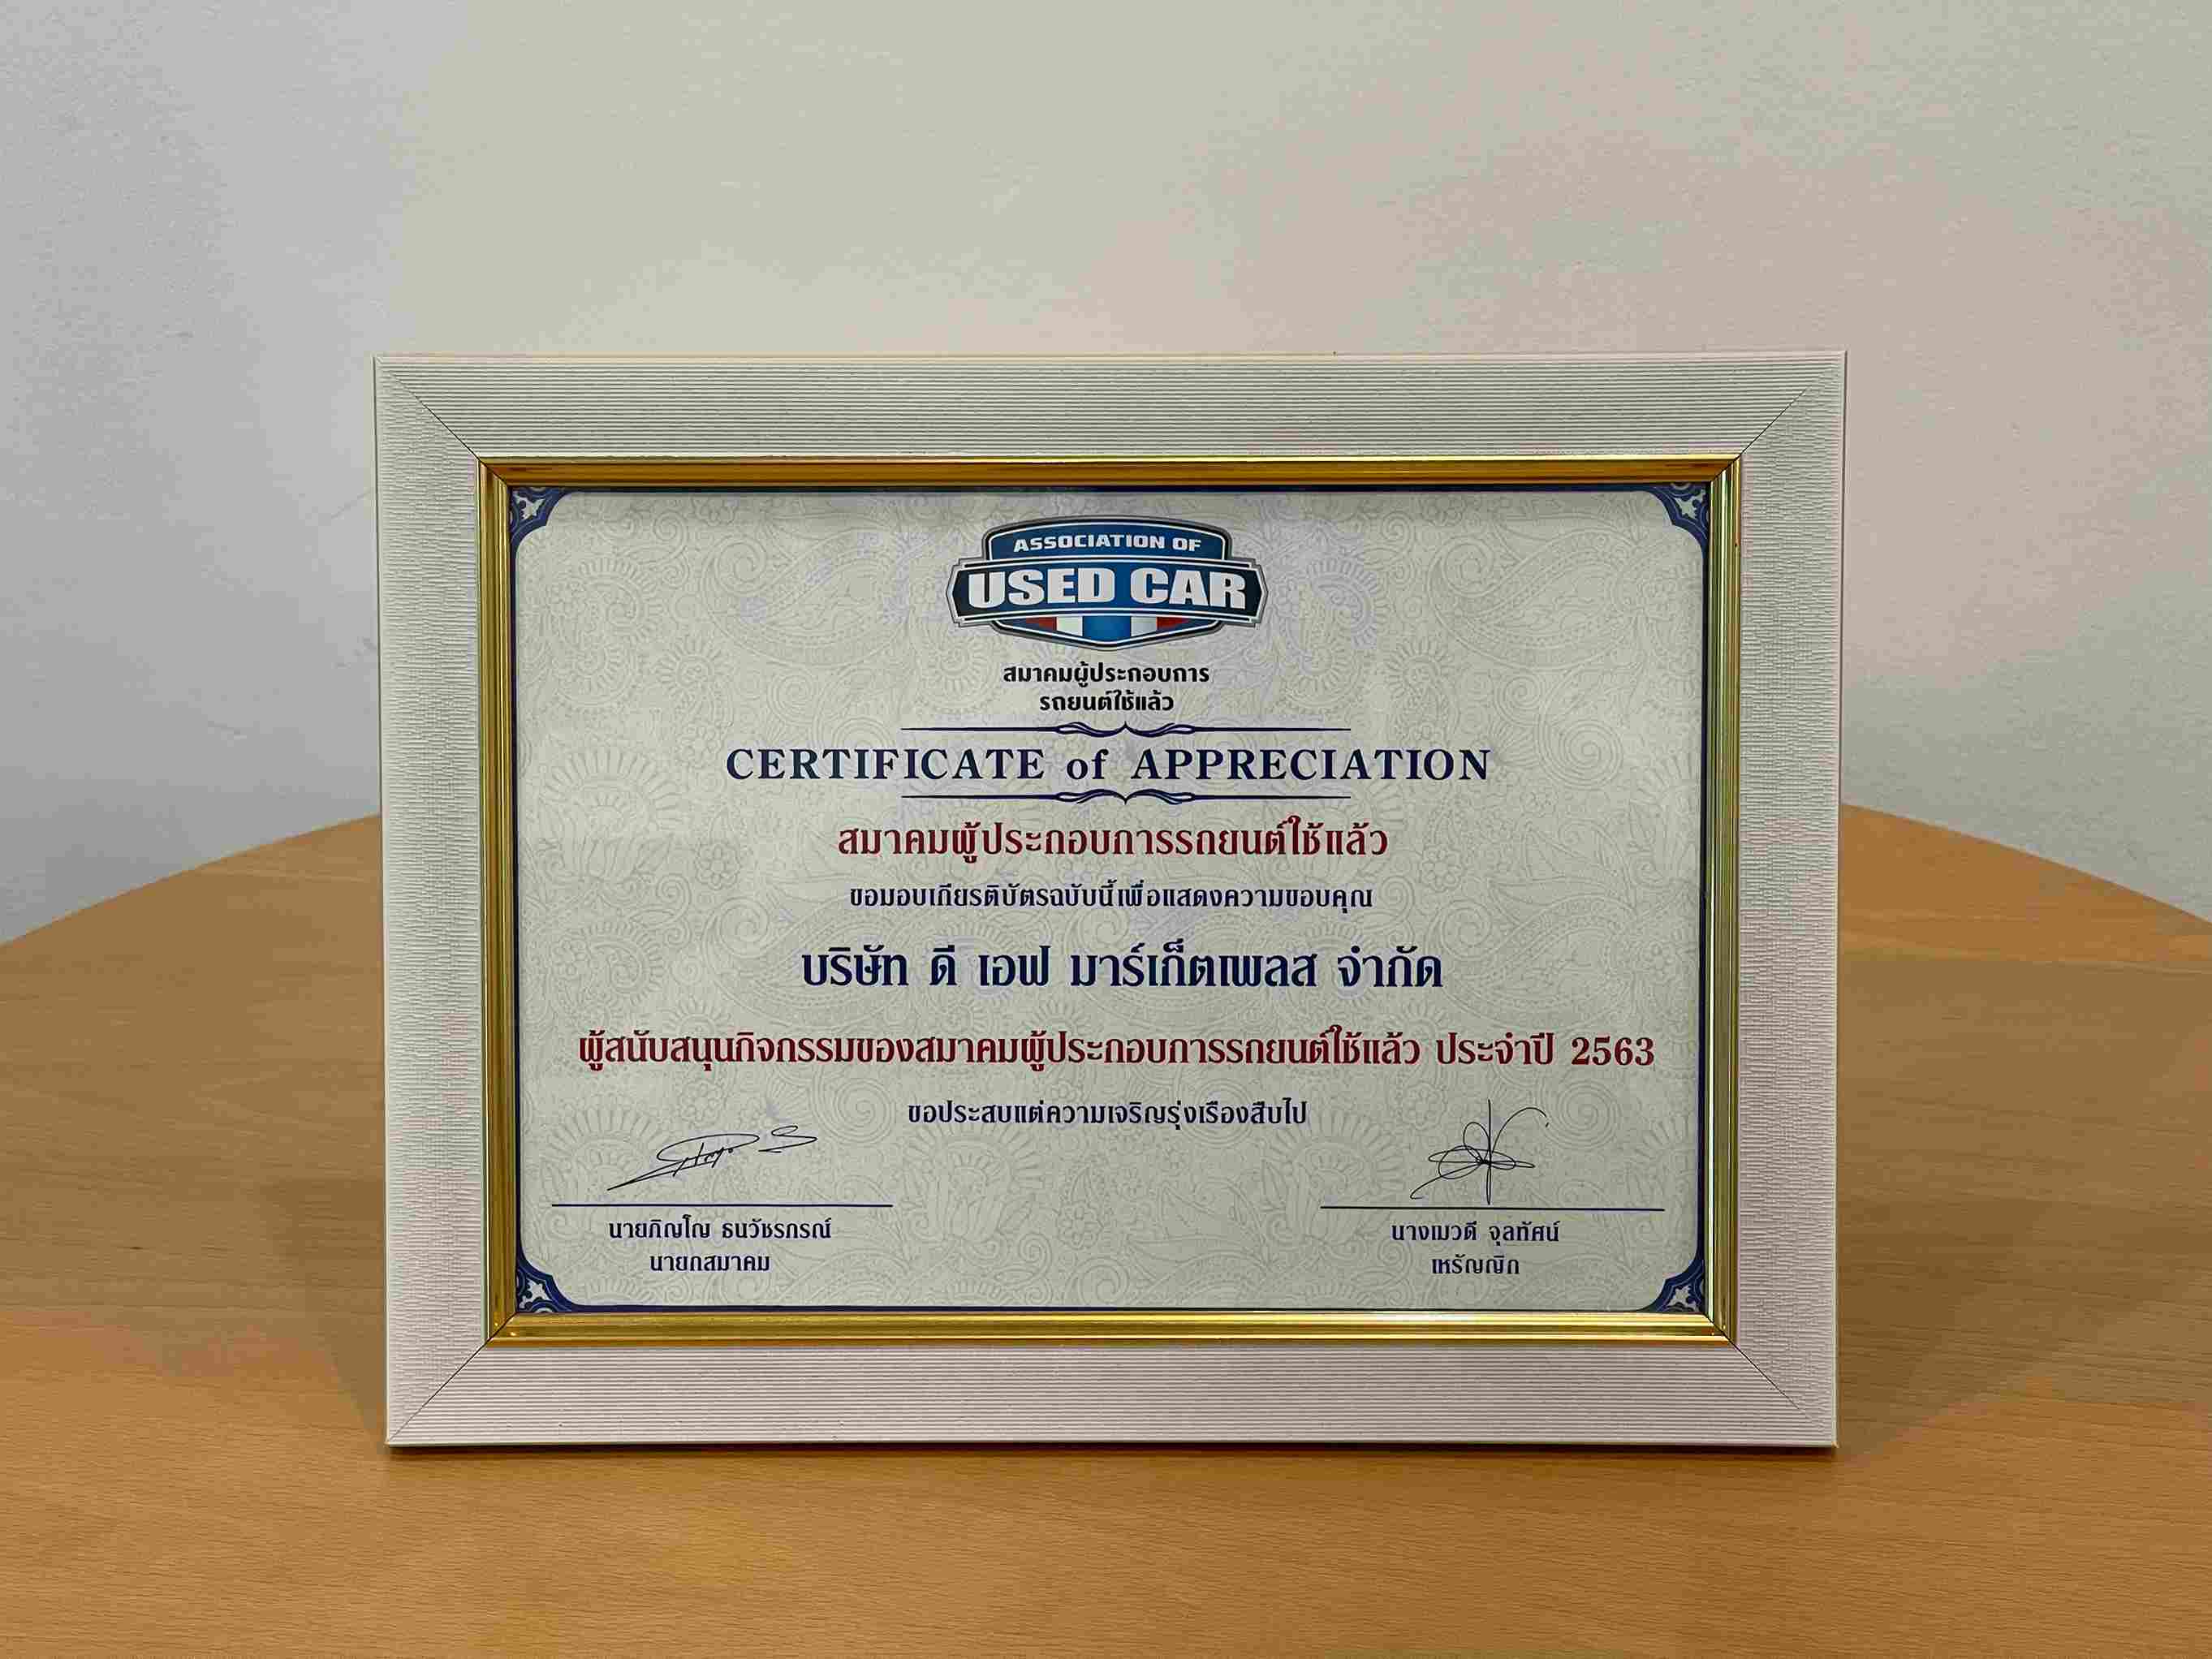 ASSOCIATION OF
USED CAR
สมาคมผู้ประกอบการ
รถยนต์ใช้แล้ว
CERTIFICATE of APPRECIATION
สมาคมผู้ประกอบการรถยนต์ใช้แล้ว
ขอมอบเกียรติบัตรฉบับนี้เพื่อแสดงความขอบคุณ
บริษัท ดี เอฟ มาร์เก็ตเพลส จำกัด
ผู้สนับสนุนกิจกรรมของสมาคมผู้ประกอบการรถยนต์ใช้แล้ว ประจำปี 2563
ขอประสบแต่ความเจริญรุ่งเรืองสืบไป
นายภิญโญ ธนวัชรภรณ์
นายกสมาคม
นางเมวดี จุลทัศน์
เหรัญญิก